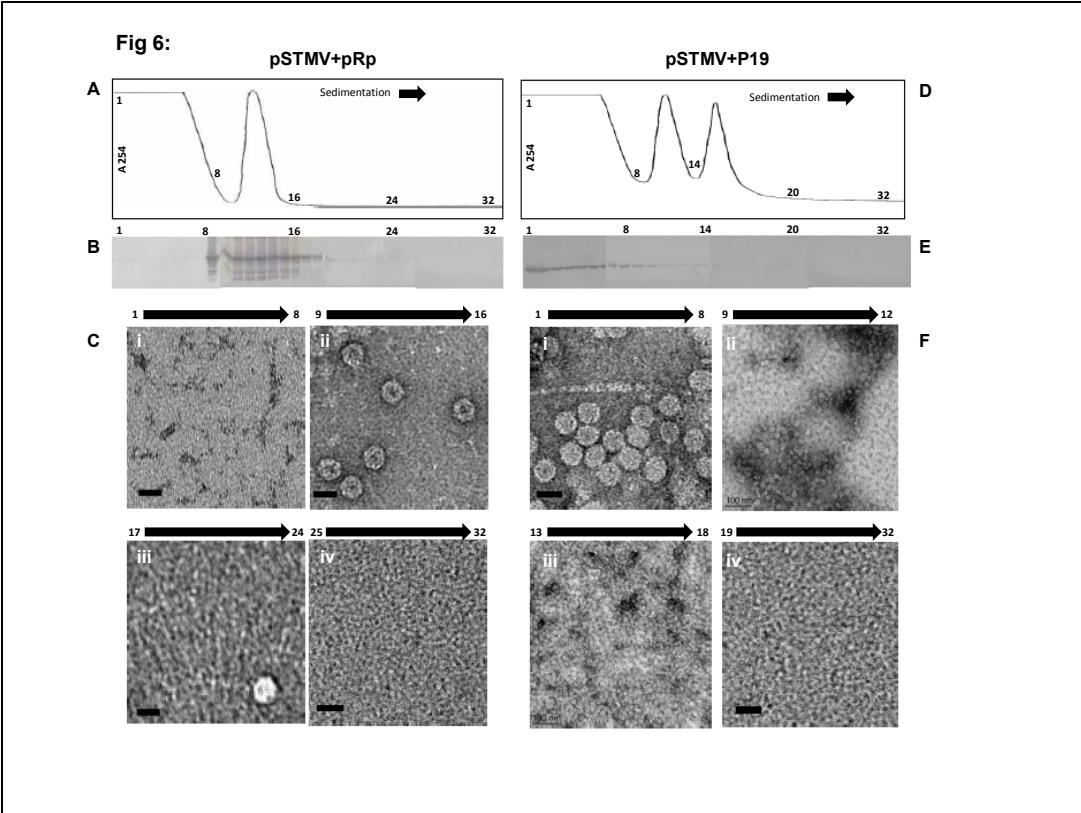 Fig 6:
pSTMV+pRp
pSTMV+P19
A
1
Sedimentation
A 254
8
16
24
32
1
Sedimentation
D
A 254
8
14
20
32
1
8
16
24
32
B
1
8
14
20
32
E
1
8
9
16
C
i
ii
1
8
9
12
F
i
ii
100 nm
17
24
25
32
iii
iv
13
18
19
32
iii
iv
100 nm